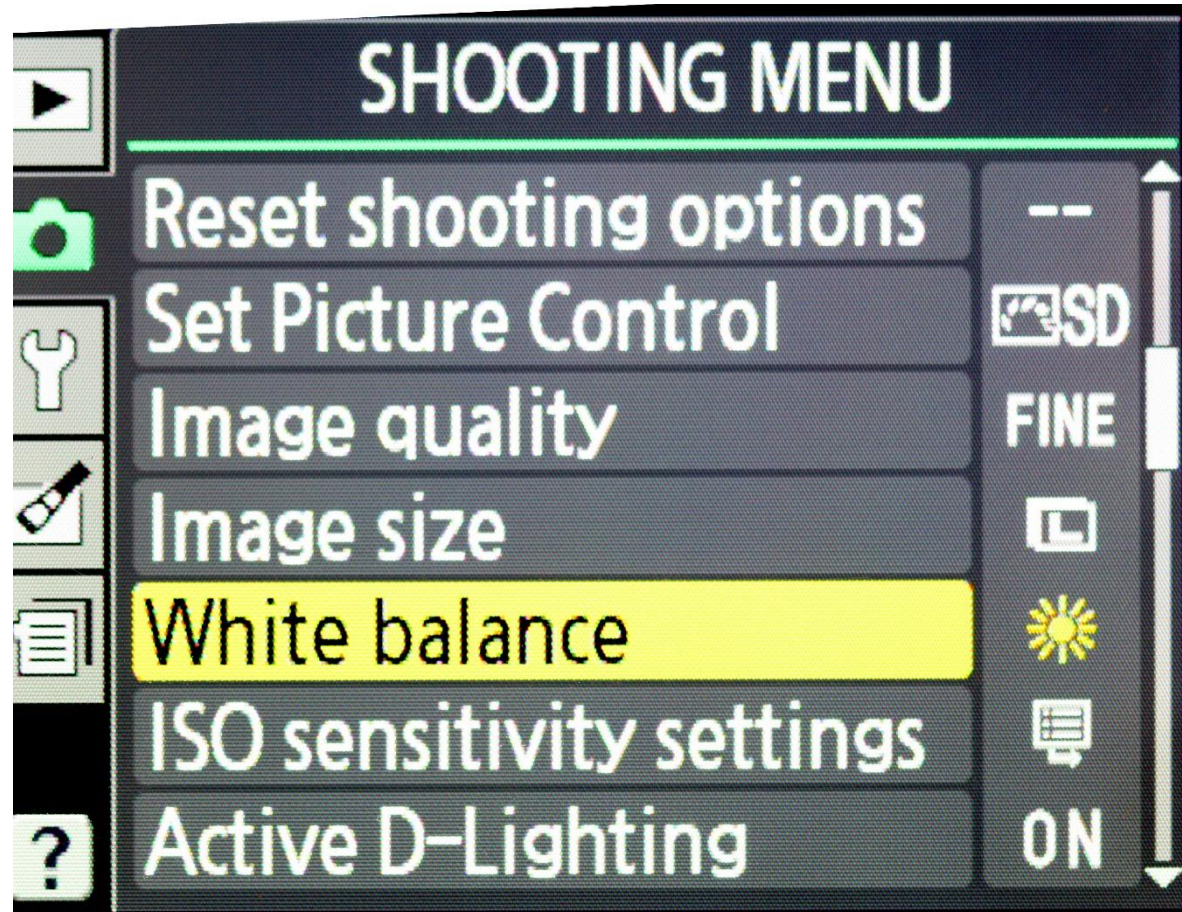 SHOOTING MENU
Reset shooting options --
Set Picture Control SD
Image quality FINE
Image size L
White balance
ISO sensitivity settings
Active D-Lighting ON
?